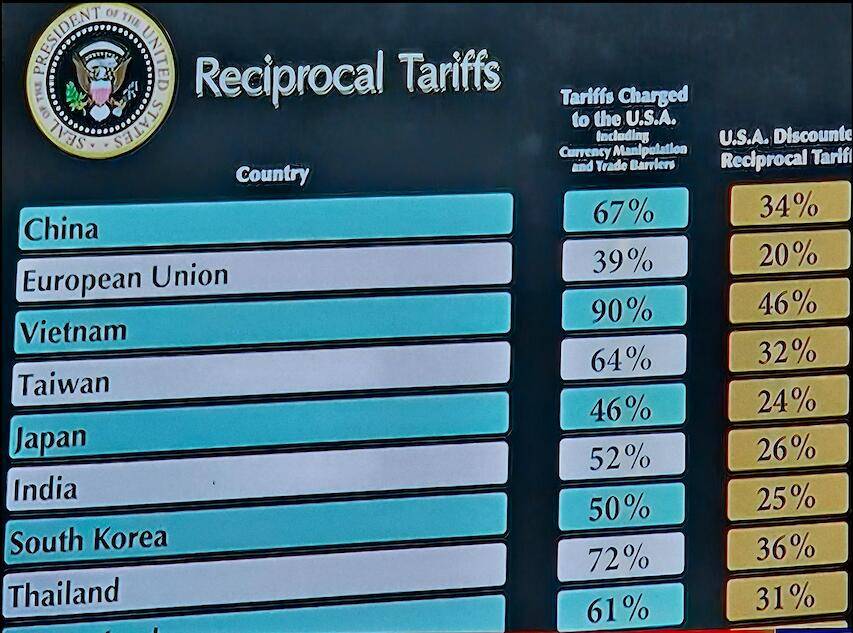 SEAL OF THE PRESIDENT OF THE UNITED STATES
Reciprocal Tariffs
Country
Tariffs Charged
to the U.S.A.
Including
Currency Manipulation
and Trade Barriers
U.S.A. Discounte
Reciprocal Tarif
China 67% 34%
European Union 39% 20%
Vietnam 90% 46%
Taiwan 64% 32%
Japan 46% 24%
India 52% 26%
South Korea 50% 25%
Thailand 72% 36%
61% 31%